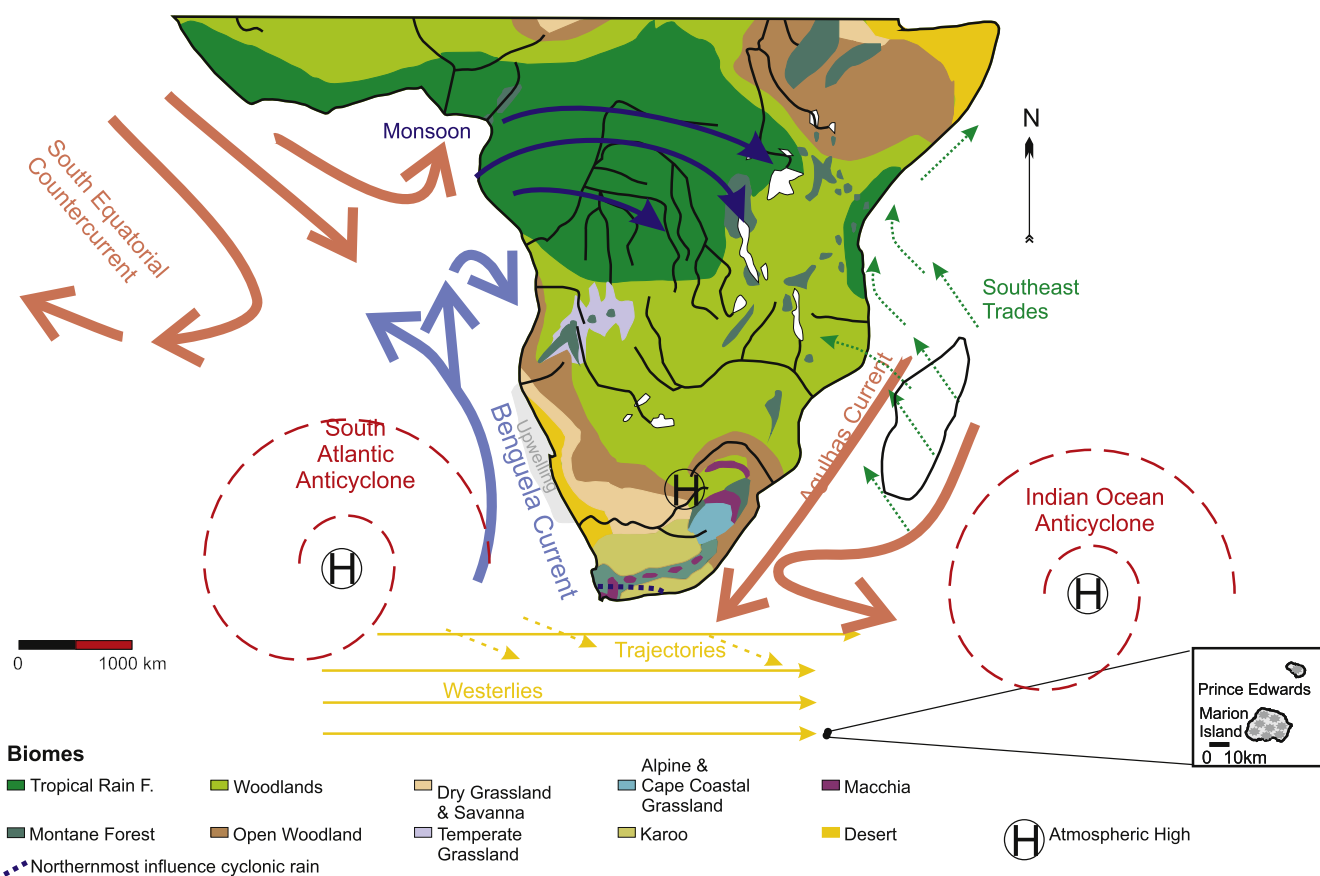 Monsoon
N
South Equatorial
Countercurrent
Southeast
Trades
Agulhas Current
Benguela Current
Upwelling
South
Atlantic
Anticyclone
H
H
Indian Ocean
Anticyclone
H
Trajectories
Westerlies
0 1000 km
Prince Edwards
Marion
Island
0 10km
Biomes
Tropical Rain F.
Woodlands
Dry Grassland
& Savanna
Alpine &
Cape Coastal
Grassland
Macchia
Montane Forest
Open Woodland
Temperate
Grassland
Karoo
Desert
H Atmospheric High
Northernmost influence cyclonic rain